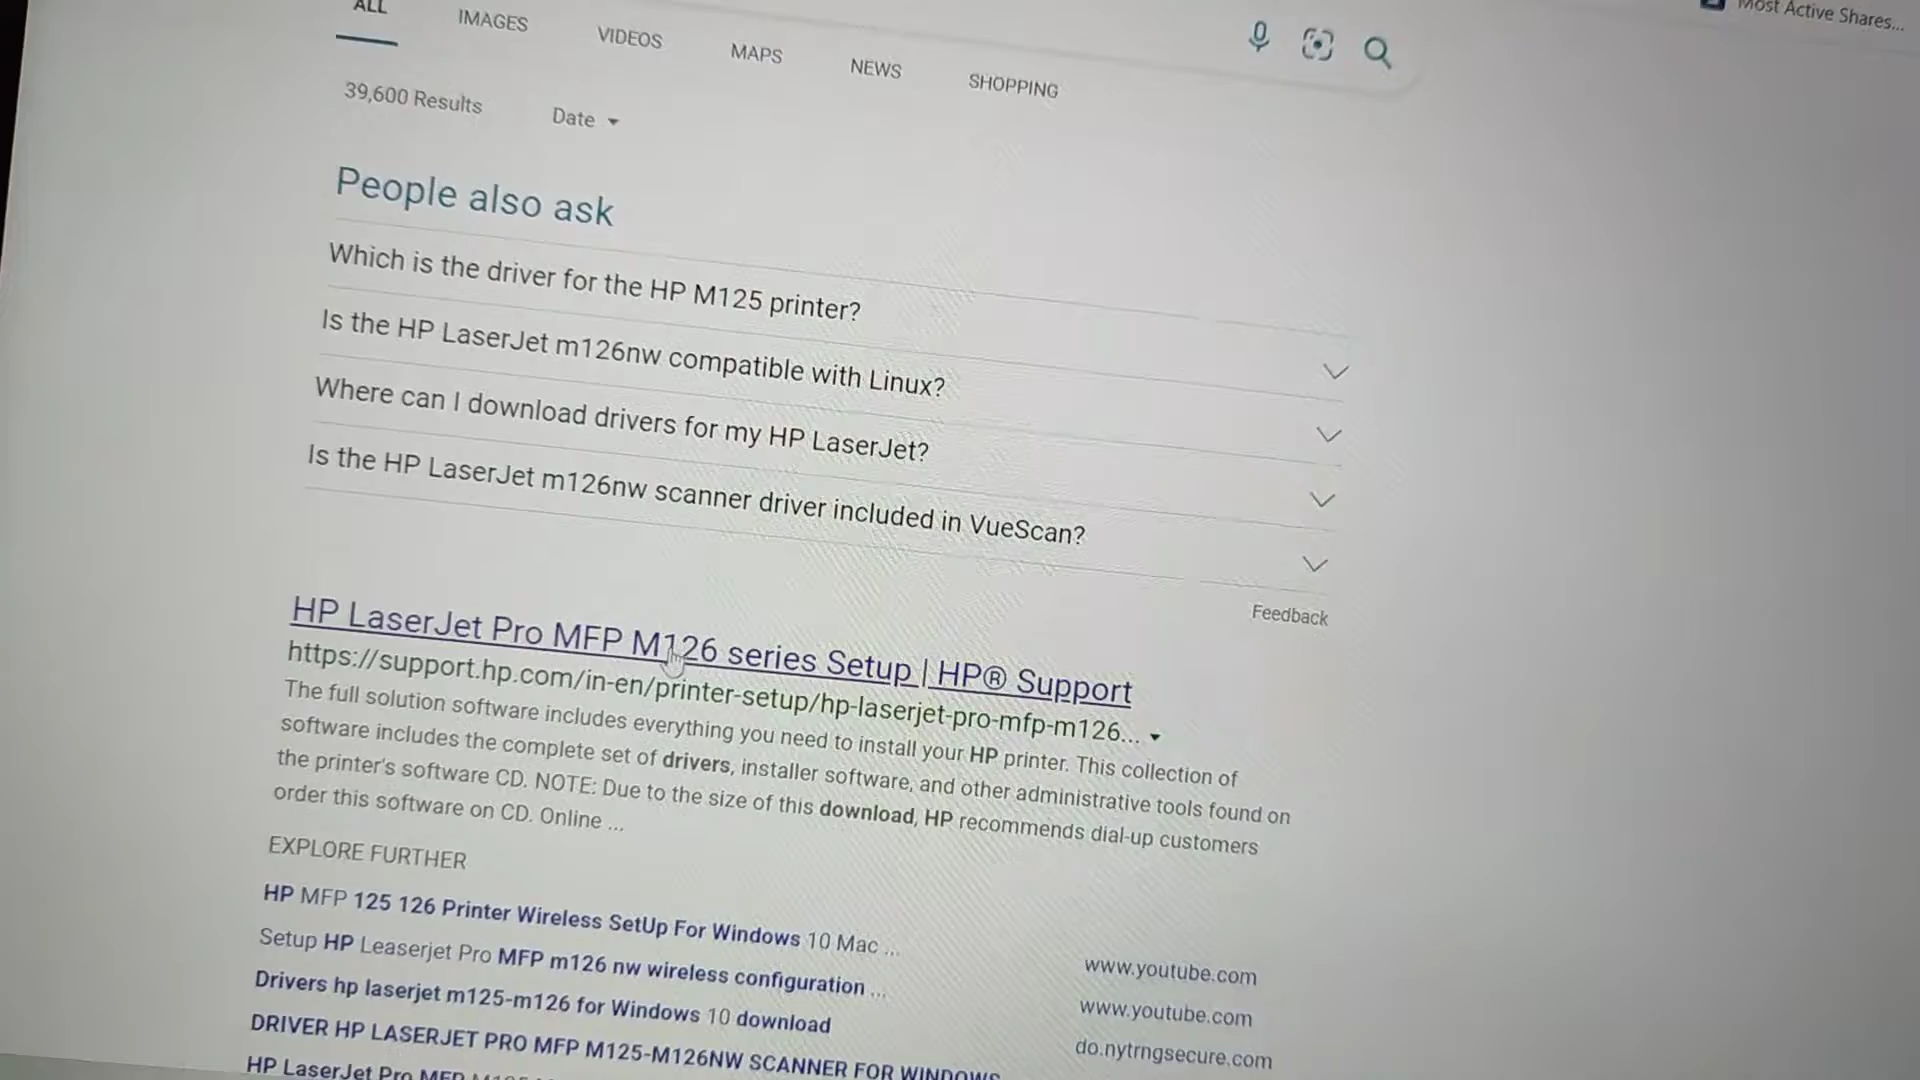 Most Active Shares...
ALL IMAGES VIDEOS MAPS NEWS SHOPPING
39,600 Results Date
People also ask
Which is the driver for the HP M125 printer?
Is the HP LaserJet m126nw compatible with Linux?
Where can I download drivers for my HP LaserJet?
Is the HP LaserJet m126nw scanner driver included in VueScan?
Feedback
HP LaserJet Pro MFP M126 series Setup | HP® Support
https://support.hp.com/in-en/printer-setup/hp-laserjet-pro-mfp-m126...
The full solution software includes everything you need to install your HP printer. This collection of
software includes the complete set of drivers, installer software, and other administrative tools found on
the printer's software CD. NOTE: Due to the size of this download, HP recommends dial-up customers
order this software on CD. Online ...
EXPLORE FURTHER
HP MFP 125 126 Printer Wireless SetUp For Windows 10 Mac ...
www.youtube.com
Setup HP Leaserjet Pro MFP m126 nw wireless configuration ...
www.youtube.com
Drivers hp laserjet m125-m126 for Windows 10 download
do.nytrngsecure.com
DRIVER HP LASERJET PRO MFP M125-M126NW SCANNER FOR WINDOWS
HP LaserJet Pro MFP